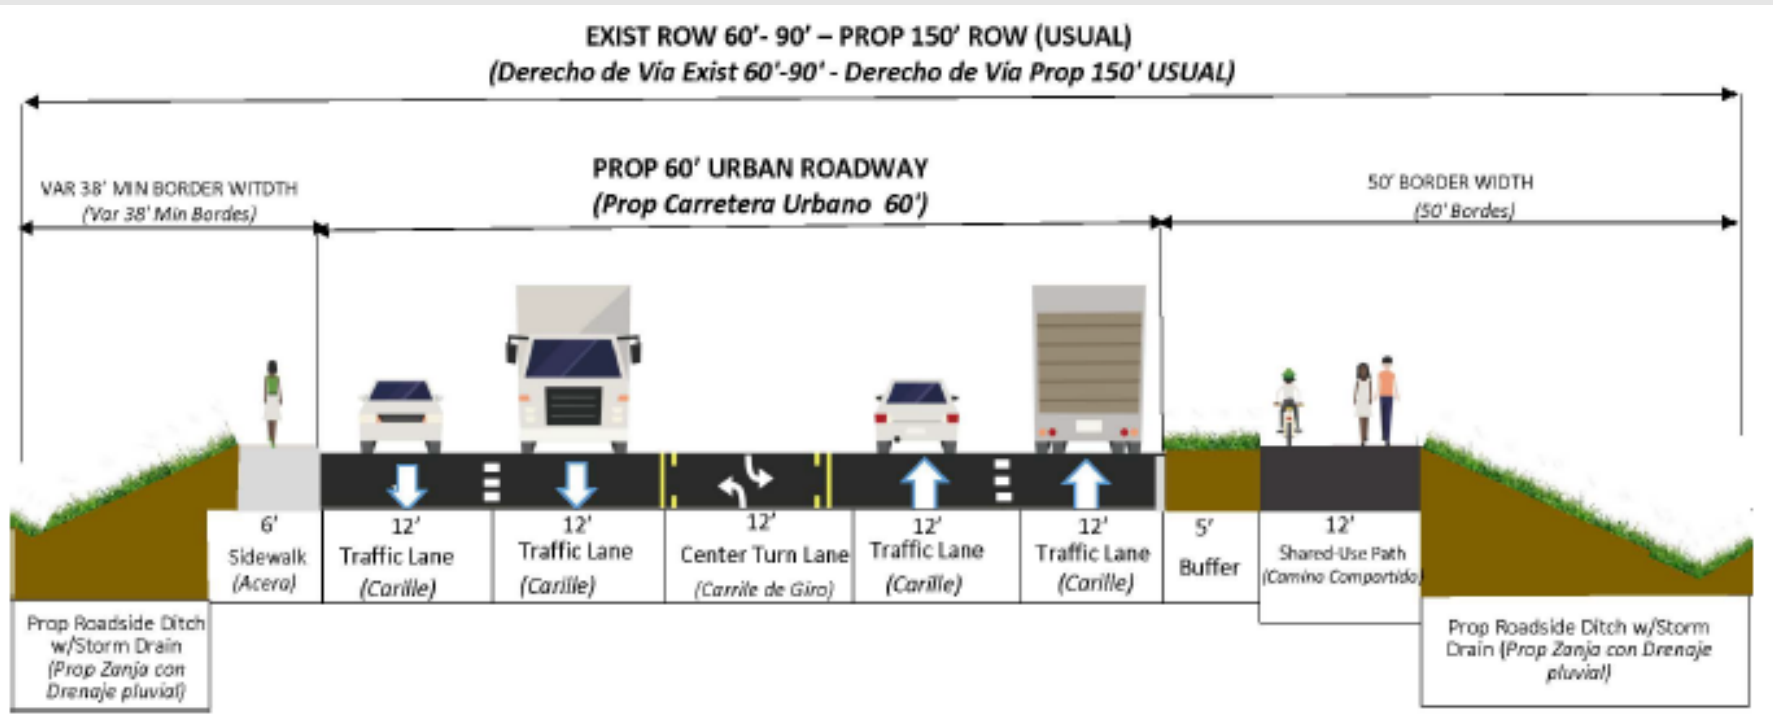 EXIST ROW 60'- 90' – PROP 150' ROW (USUAL)
(Derecho de Vía Exist 60'-90' - Derecho de Vía Prop 150' USUAL)
PROP 60' URBAN ROADWAY
(Prop Carretera Urbano 60')
VAR 38' MIN BORDER WITDTH
(Var 38' Min Bordes)
50' BORDER WIDTH
(50' Bordes)
6'
Sidewalk
(Acera)
12'
Traffic Lane
(Carille)
12'
Traffic Lane
(Carille)
12'
Center Turn Lane
(Carrile de Giro)
12'
Traffic Lane
(Carille)
12'
Traffic Lane
(Carille)
5'
Buffer
12'
Shared-Use Path
(Camino Compartido)
Prop Roadside Ditch
w/Storm Drain
(Prop Zanja con
Drenaje pluvial)
Prop Roadside Ditch w/Storm
Drain (Prop Zanja con Drenaje
pluvial)